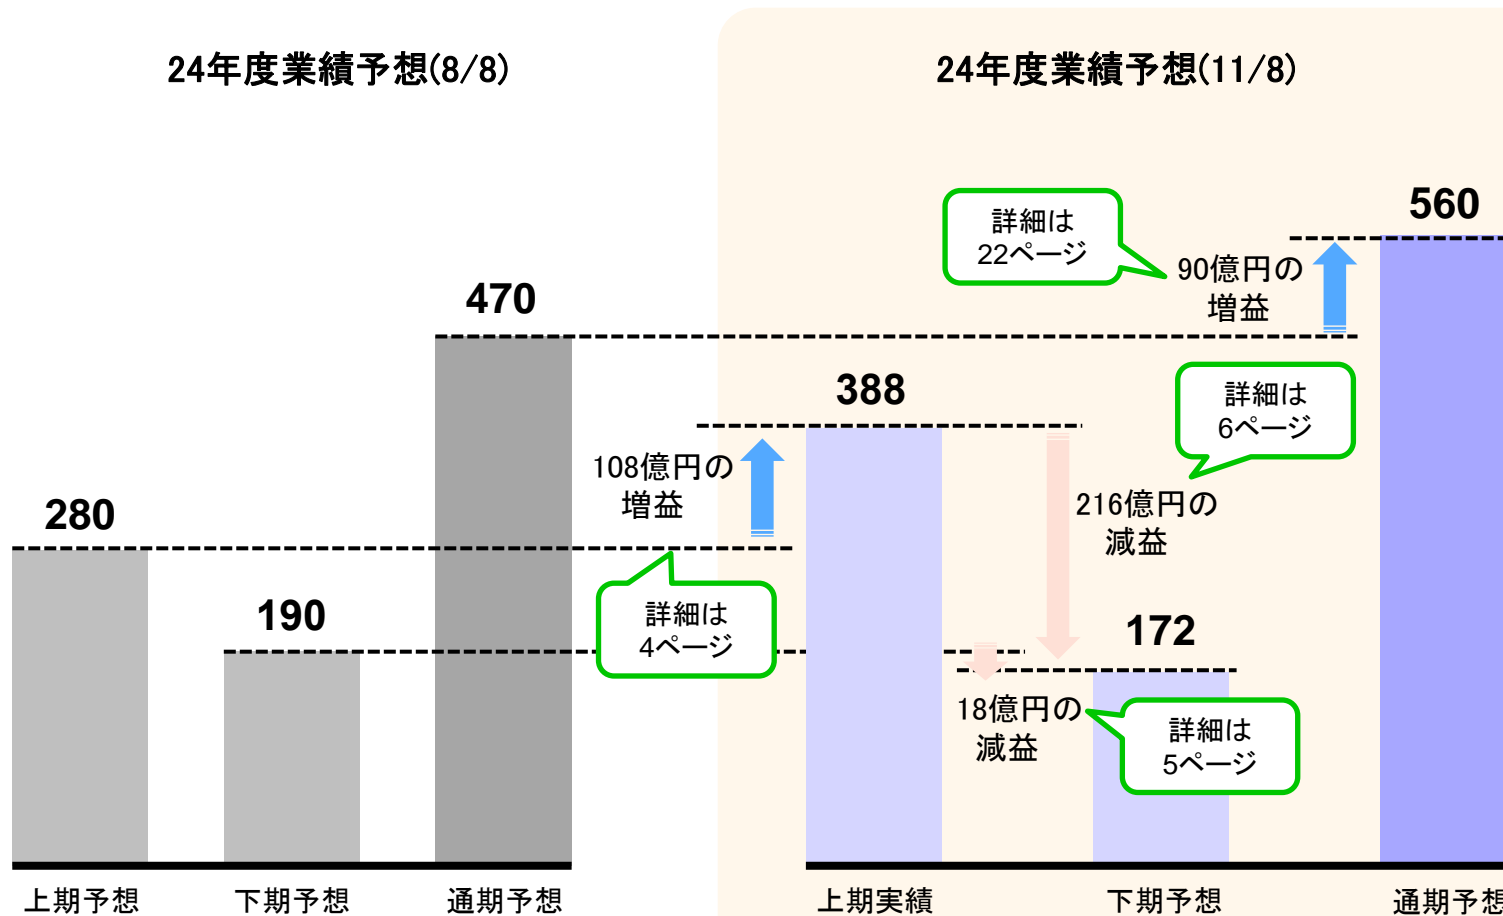 24年度業績予想(8/8)
280
190
470
上期予想
下期予想
通期予想
24年度業績予想(11/8)
108億円の
増益
詳細は
4ページ
388
216億円の
減益
詳細は
6ページ
18億円の
減益
詳細は
5ページ
172
詳細は
22ページ
90億円の
増益
560
上期実績
下期予想
通期予想